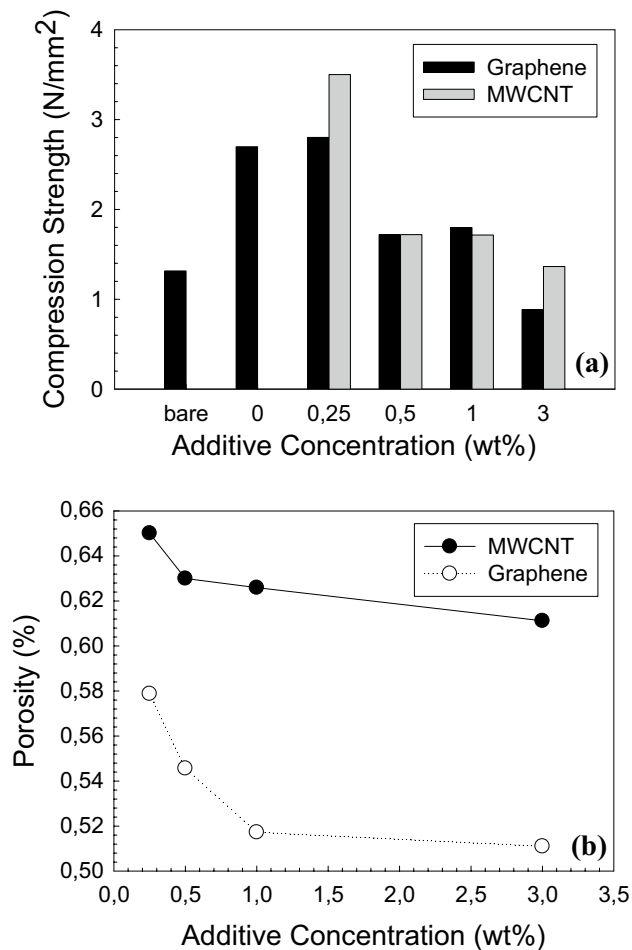 4
3
2
1
0
Compression Strength (N/mm²)
Graphene
MWCNT
(a)
bare 0 0,25 0,5 1 3
Additive Concentration (wt%)
0,66
0,64
0,62
0,60
0,58
0,56
0,54
0,52
0,50
Porosity (%)
MWCNT
Graphene
(b)
0,0 0,5 1,0 1,5 2,0 2,5 3,0 3,5
Additive Concentration (wt%)